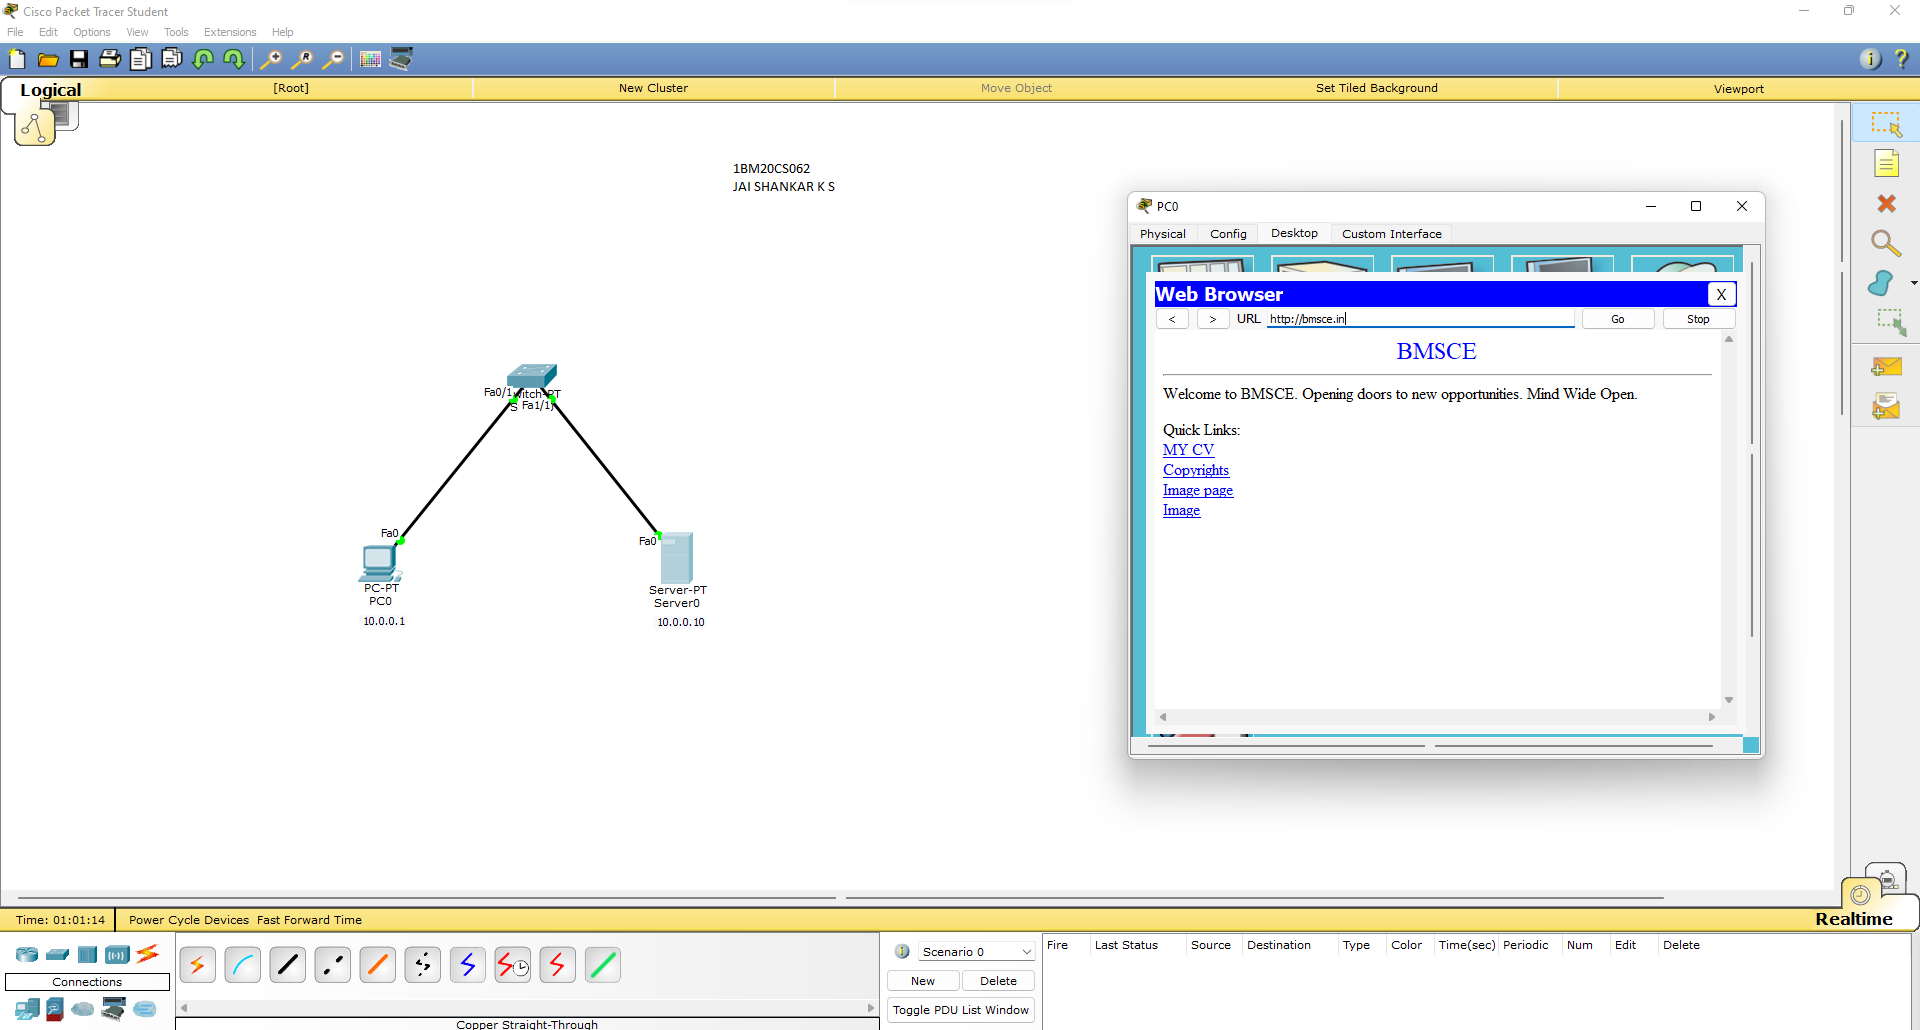 Cisco Packet Tracer Student
File Edit Options View Tools Extensions Help
Logical [Root] New Cluster Move Object Set Tiled Background Viewport
1BM20CS062
JAI SHANKAR K S
PC0
Physical Config Desktop Custom Interface
Web Browser X
< > URL http://bmsce.in Go Stop
BMSCE
Welcome to BMSCE. Opening doors to new opportunities. Mind Wide Open.
Quick Links:
MY CV
Copyrights
Image page
Image
Fa0/1 witch-PT
S Fa1/1
Fa0
PC-PT
PC0
10.0.0.1
Fa0
Server-PT
Server0
10.0.0.10
Time: 01:01:14 Power Cycle Devices Fast Forward Time
Realtime
Connections
Copper Straight-Through
Scenario 0
New Delete
Toggle PDU List Window
Fire Last Status Source Destination Type Color Time(sec) Periodic Num Edit Delete